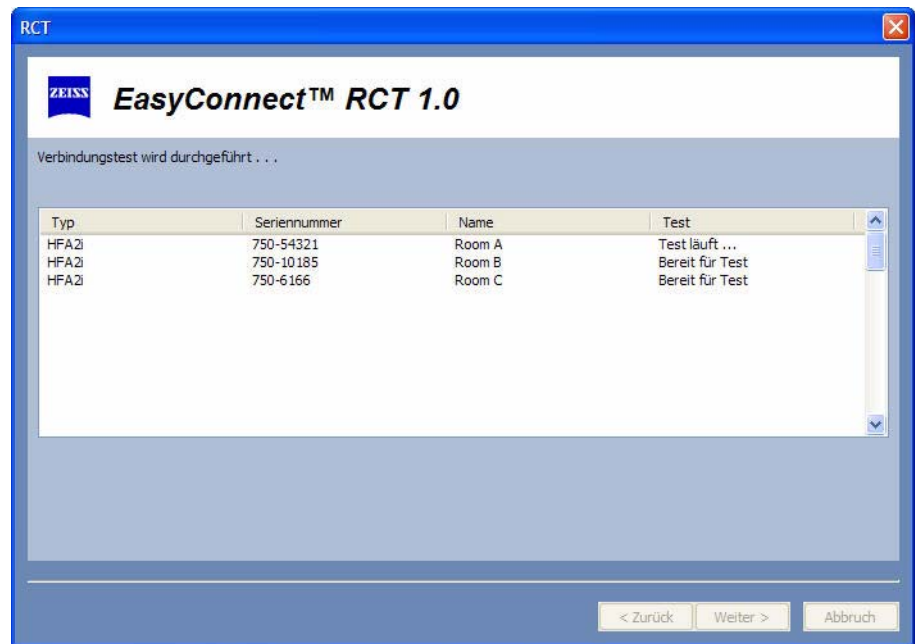 RCT
ZEISS
EasyConnect™ RCT 1.0
Verbindungstest wird durchgeführt . . .
Typ Seriennummer Name Test
HFA2i 750-54321 Room A Test läuft ...
HFA2i 750-10185 Room B Bereit für Test
HFA2i 750-6166 Room C Bereit für Test
< Zurück Weiter > Abbruch